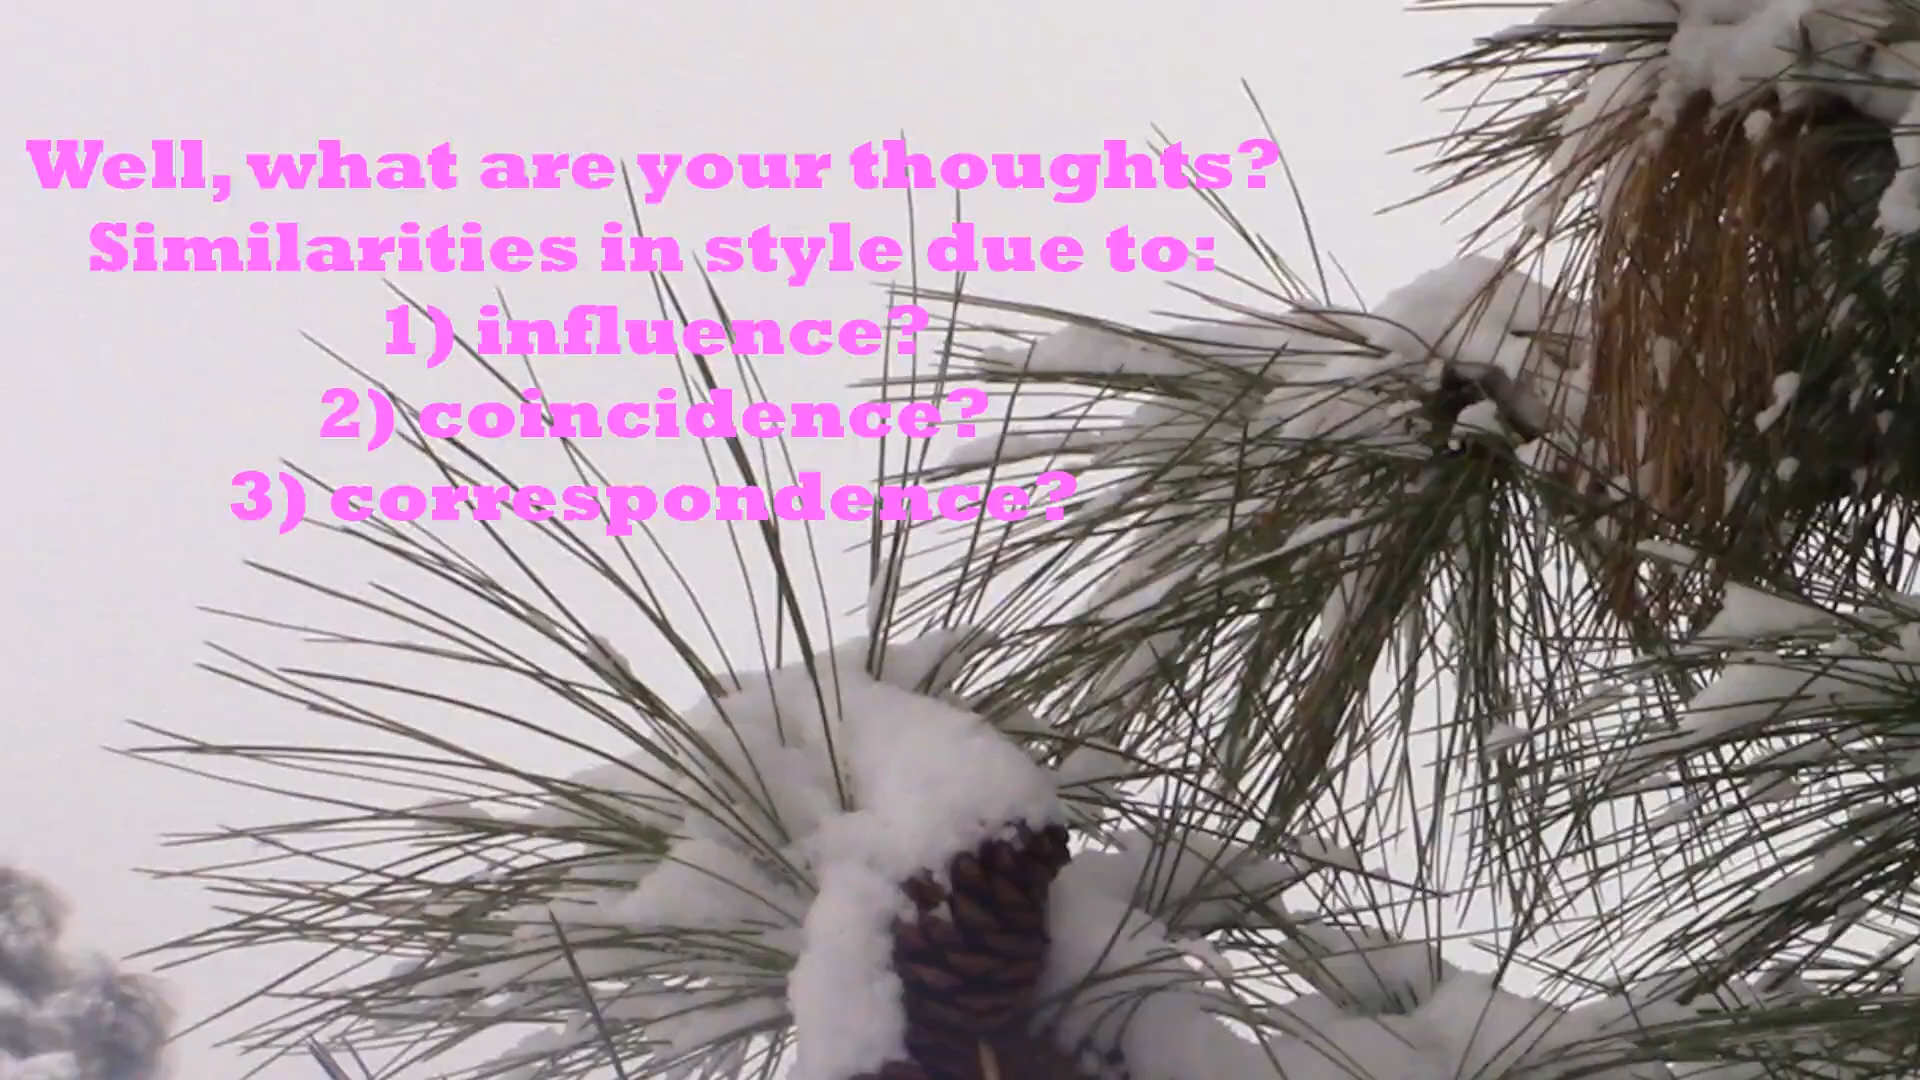 Well, what are your thoughts?
Similarities in style due to:
1) influence?
2) coincidence?
3) correspondence?